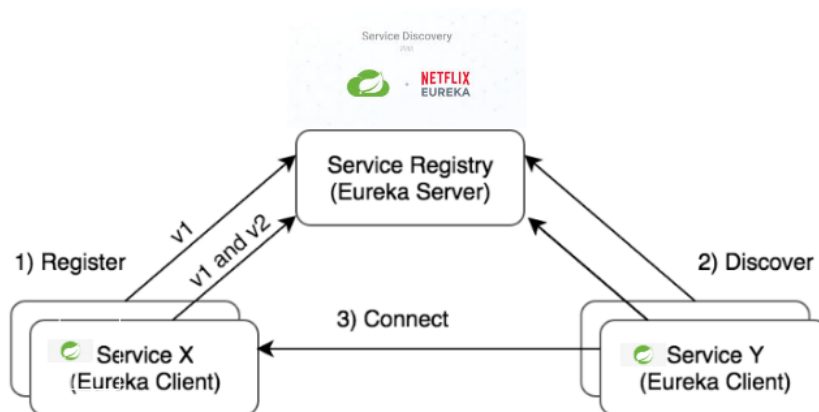 Service Discovery
NETFLIX
EUREKA
Service Registry
(Eureka Server)
v1
v1 and v2
1) Register
2) Discover
3) Connect
Service X
(Eureka Client)
Service Y
(Eureka Client)